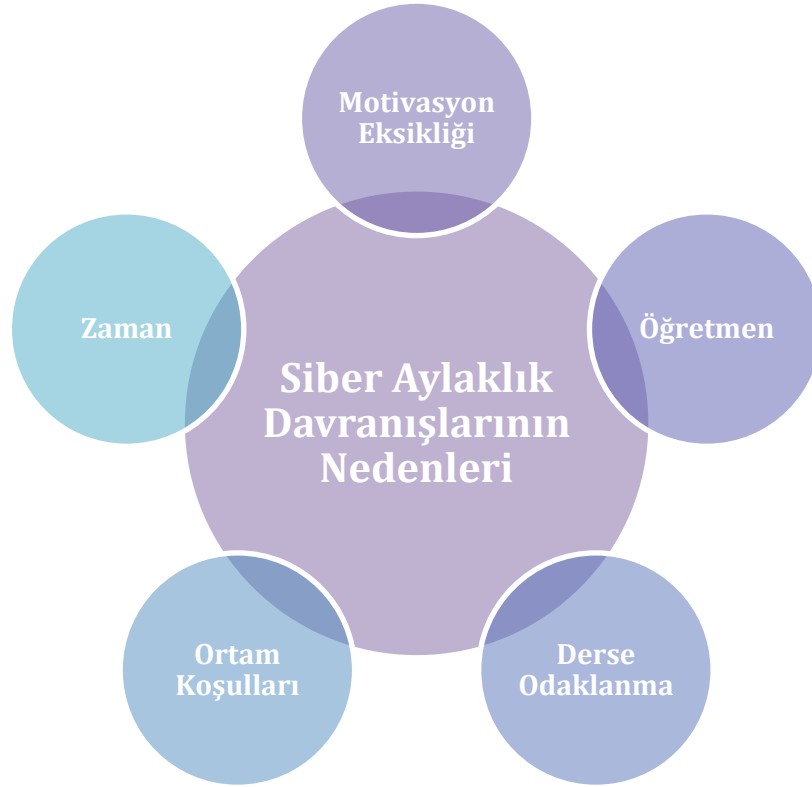 Motivasyon
Eksikliği
Zaman
Öğretmen
Siber Aylaklık
Davranışlarının
Nedenleri
Ortam
Koşulları
Derse
Odaklanma